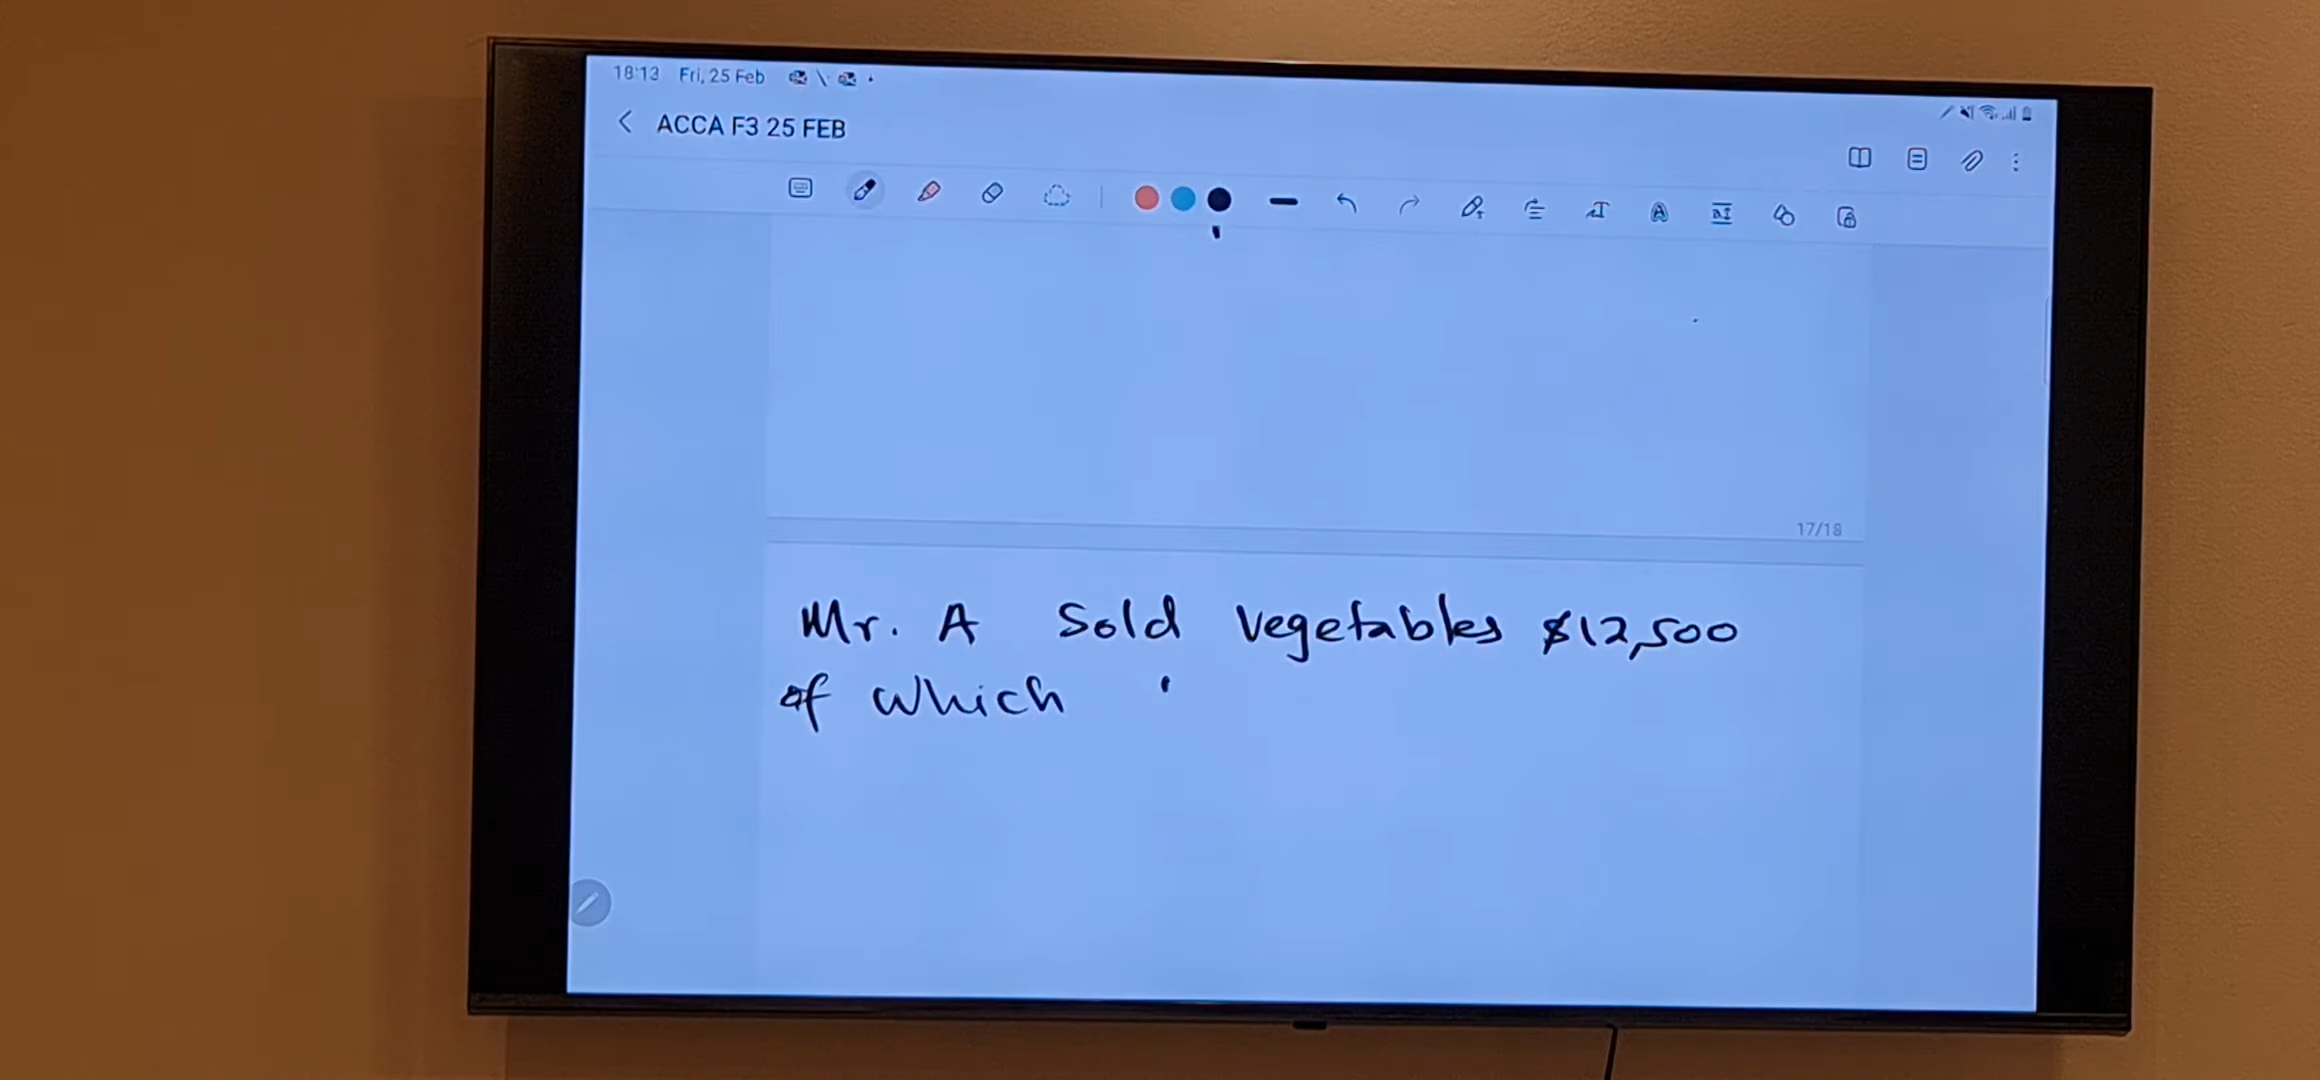 18:13 Fri, 25 Feb
ACCA F3 25 FEB
17/18
Mr. A Sold Vegetables $12,500
of which